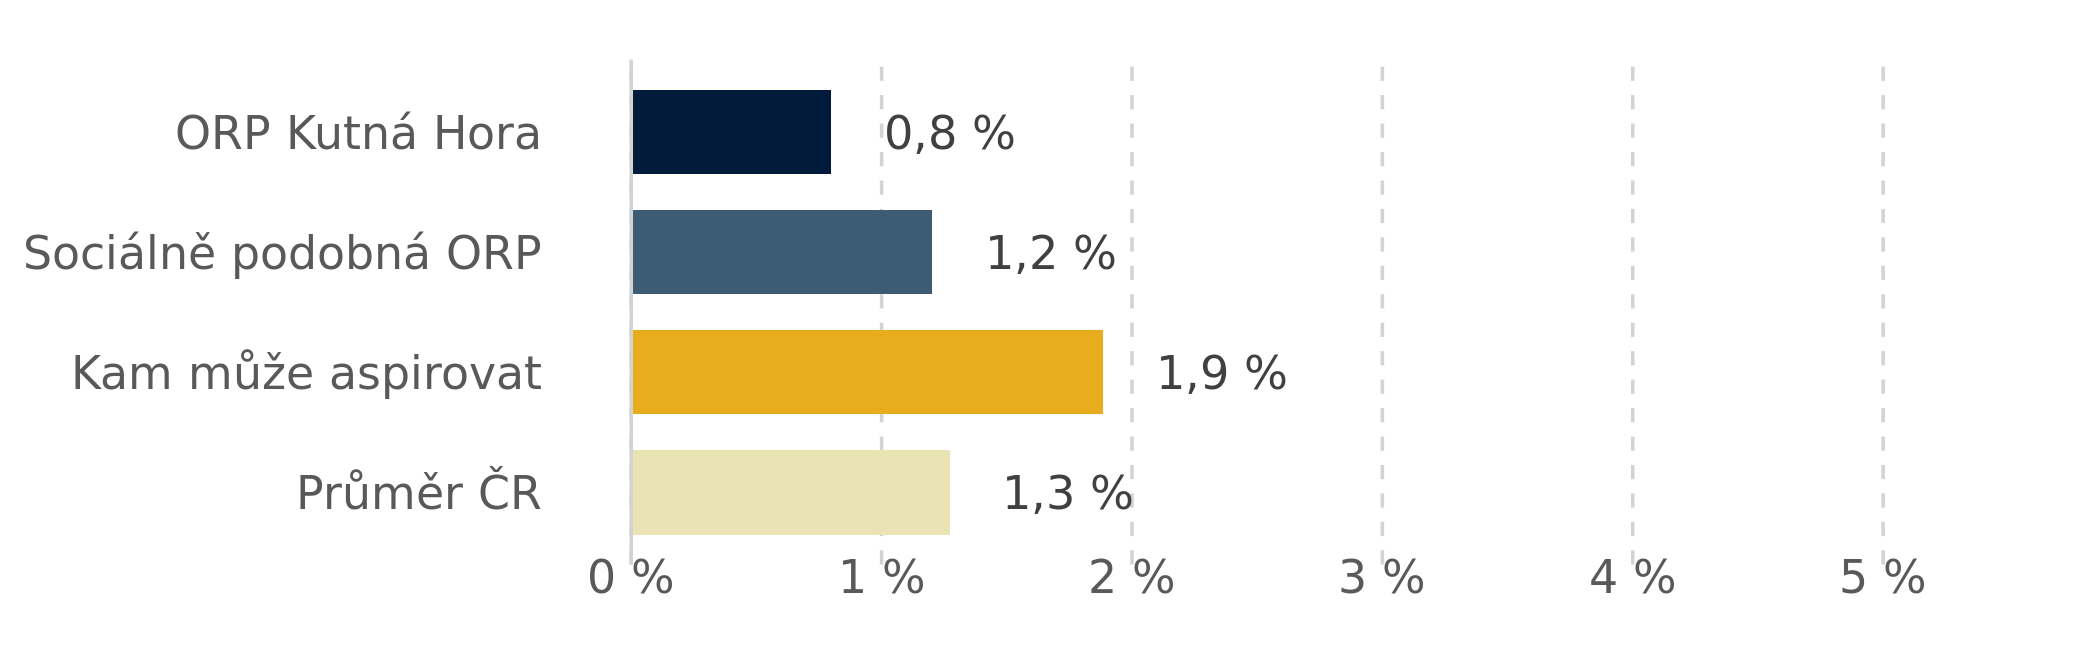 ORP Kutná Hora 0,8 %
Sociálně podobná ORP 1,2 %
Kam může aspirovat 1,9 %
Průměr ČR 1,3 %
0 % 1 % 2 % 3 % 4 % 5 %